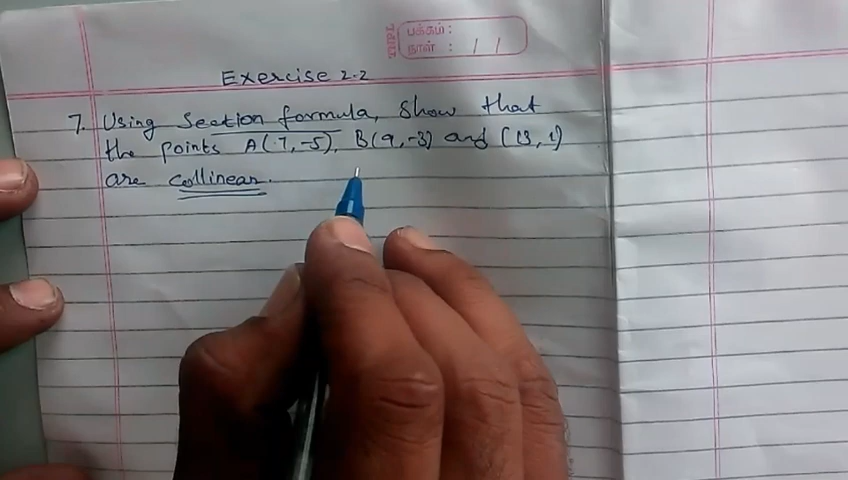 THPL
பக்கம் :
நாள் : / /
Exercise 2.2
7. Using Section formula, Show that
the points A(7,-5), B(9,-3) and (13, 1)
are collinear.